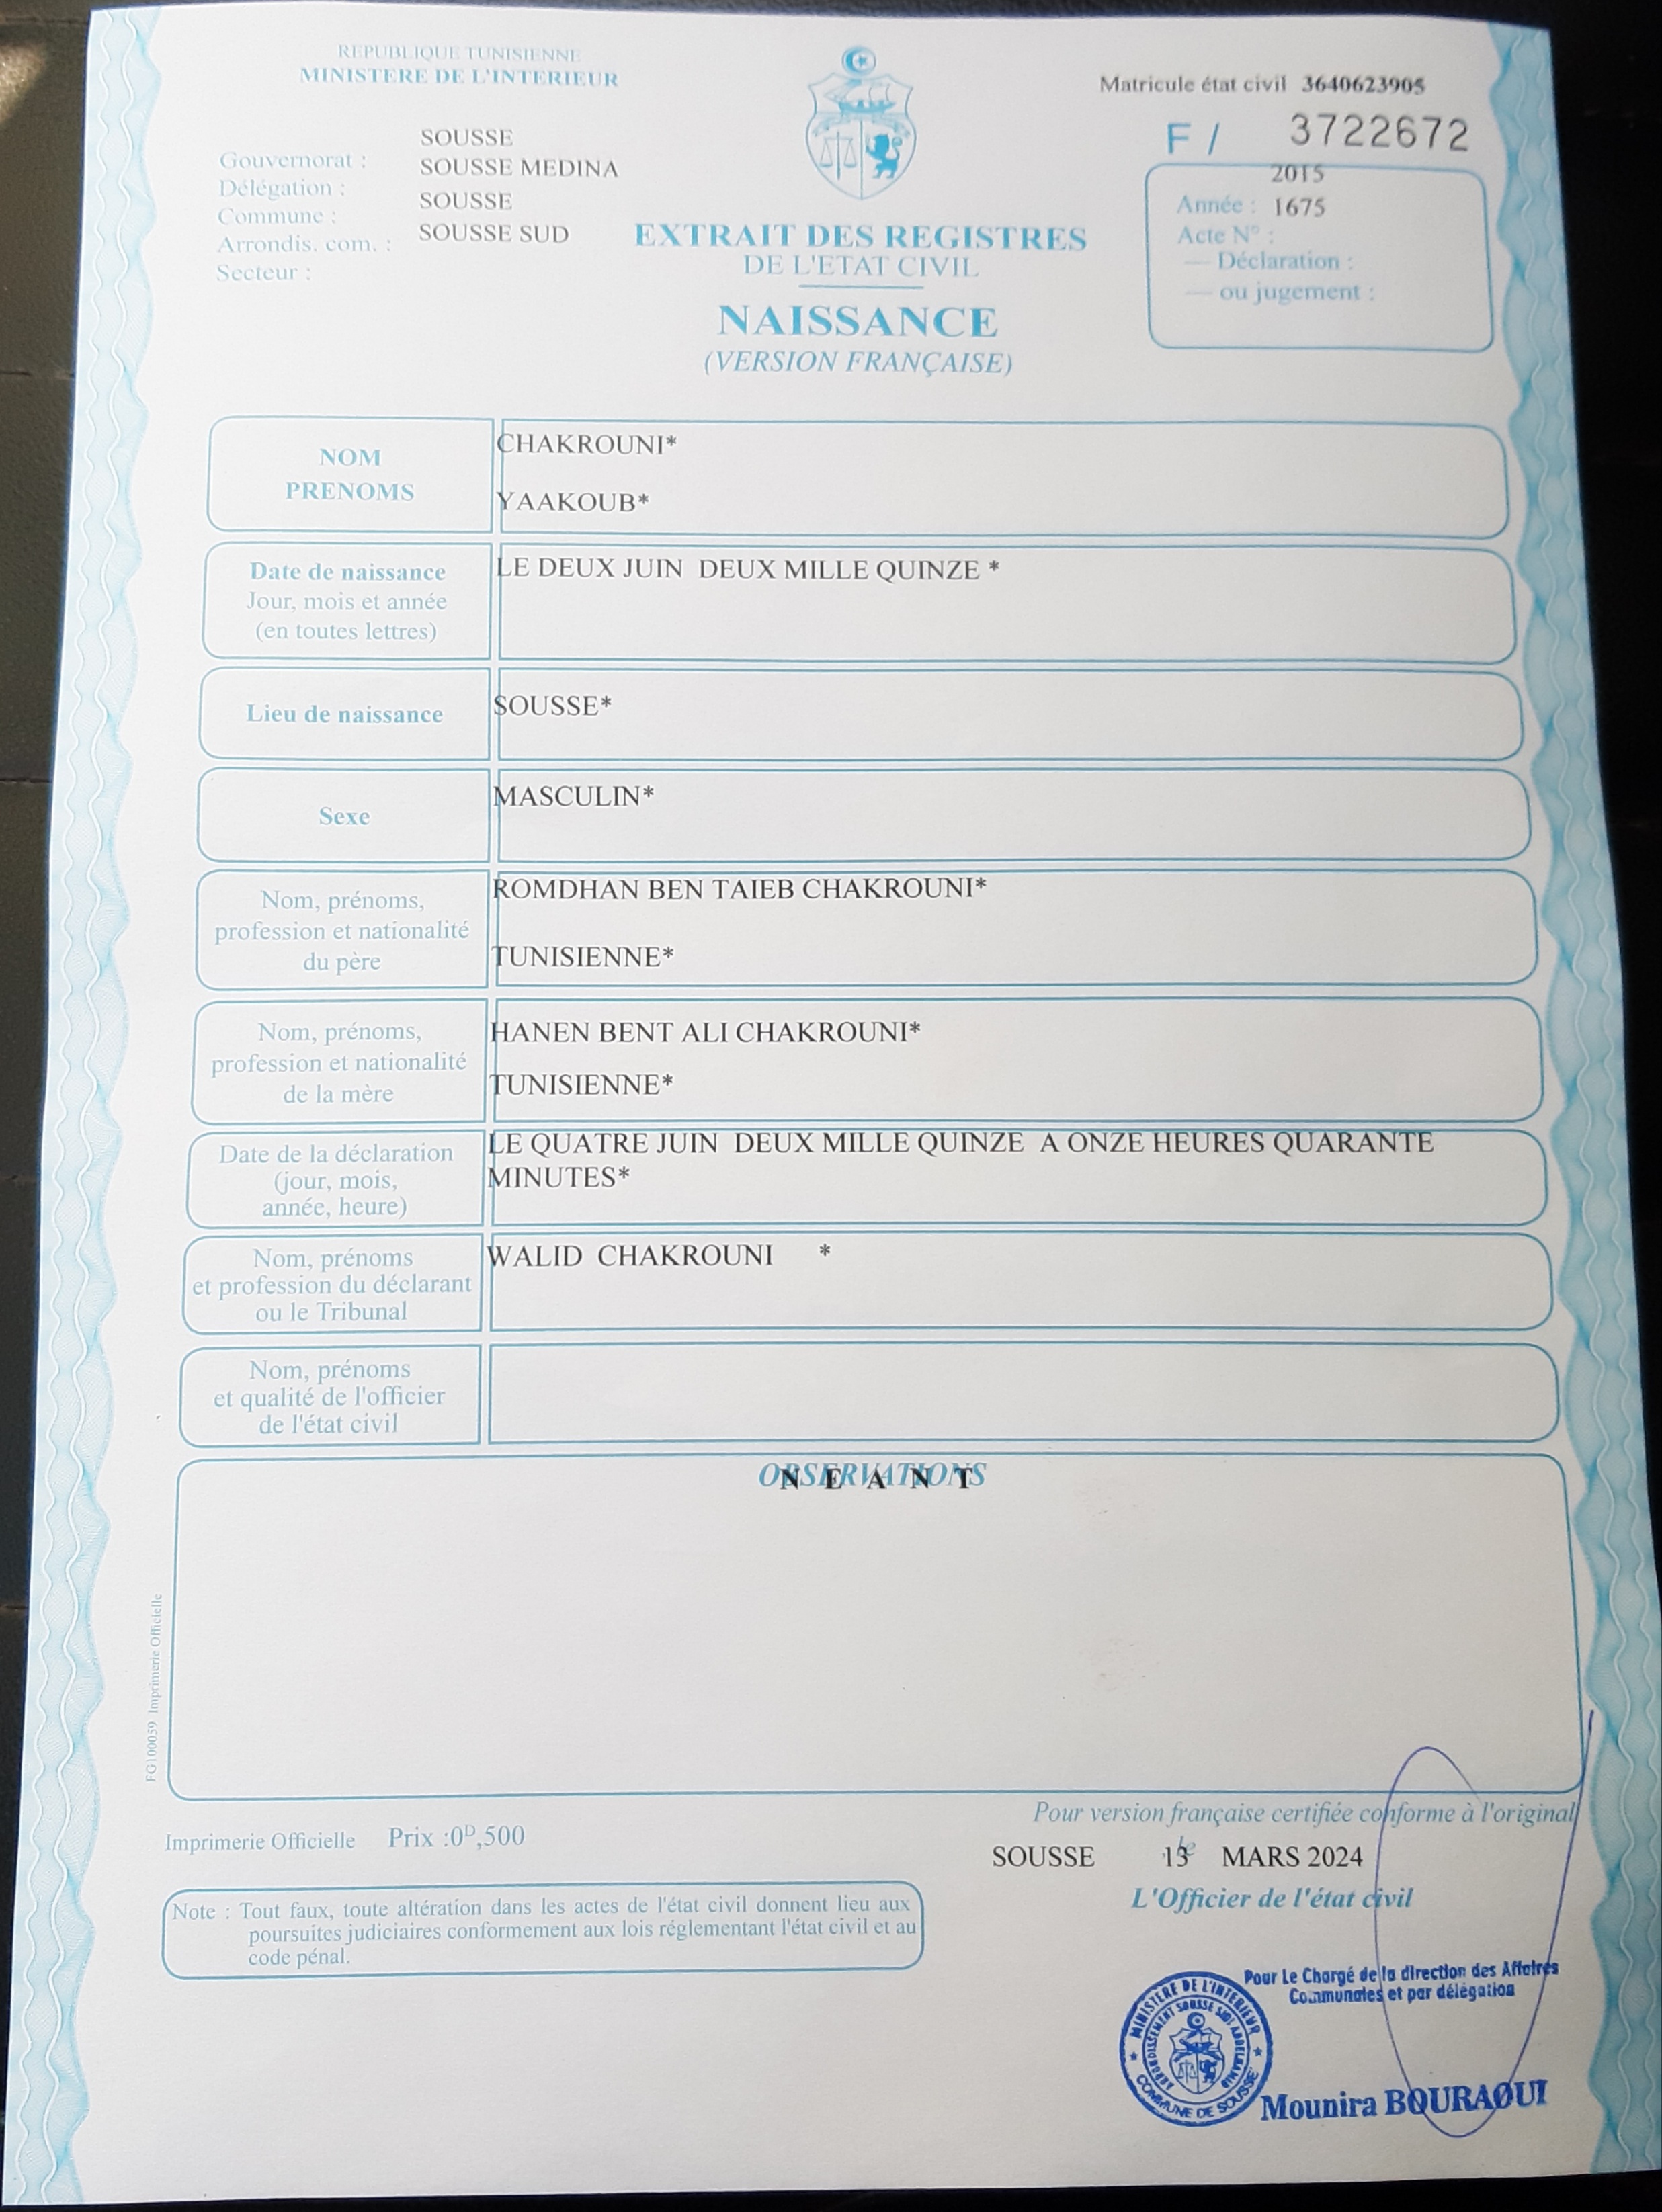 REPUBLIQUE TUNISIENNE
MINISTERE DE L'INTERIEUR
Matricule état civil 3640623905
F / 3722672
Gouvernorat : SOUSSE
Délégation : SOUSSE MEDINA
Commune : SOUSSE
Arrondis. com. : SOUSSE SUD
Secteur :
2015
Année : 1675
Acte N° :
— Déclaration :
— ou jugement :
EXTRAIT DES REGISTRES
DE L'ETAT CIVIL
NAISSANCE
(VERSION FRANÇAISE)
NOM
PRENOMS
CHAKROUNI*
YAAKOUB*
Date de naissance
Jour, mois et année
(en toutes lettres)
LE DEUX JUIN DEUX MILLE QUINZE *
Lieu de naissance
SOUSSE*
Sexe
MASCULIN*
Nom, prénoms,
profession et nationalité
du père
ROMDHAN BEN TAIEB CHAKROUNI*
TUNISIENNE*
Nom, prénoms,
profession et nationalité
de la mère
HANEN BENT ALI CHAKROUNI*
TUNISIENNE*
Date de la déclaration
(jour, mois,
année, heure)
LE QUATRE JUIN DEUX MILLE QUINZE A ONZE HEURES QUARANTE
MINUTES*
Nom, prénoms
et profession du déclarant
ou le Tribunal
WALID CHAKROUNI *
Nom, prénoms
et qualité de l'officier
de l'état civil
OBSERVATIONS
N E A N T
FG100059 Imprimerie Officielle
Imprimerie Officielle Prix :0D,500
Pour version française certifiée conforme à l'original
SOUSSE le 13 MARS 2024
L'Officier de l'état civil
Note : Tout faux, toute altération dans les actes de l'état civil donnent lieu aux
poursuites judiciaires conformement aux lois réglementant l'état civil et au
code pénal.
Pour Le Chargé de la direction des Affaires
Communales et par délégation
MINISTERE DE L'INTERIEUR
COMMUNE DE SOUSSE
ARRONDISSEMENT SOUSSE SIDI ABDELHAMID
Mounira BOURAOUI